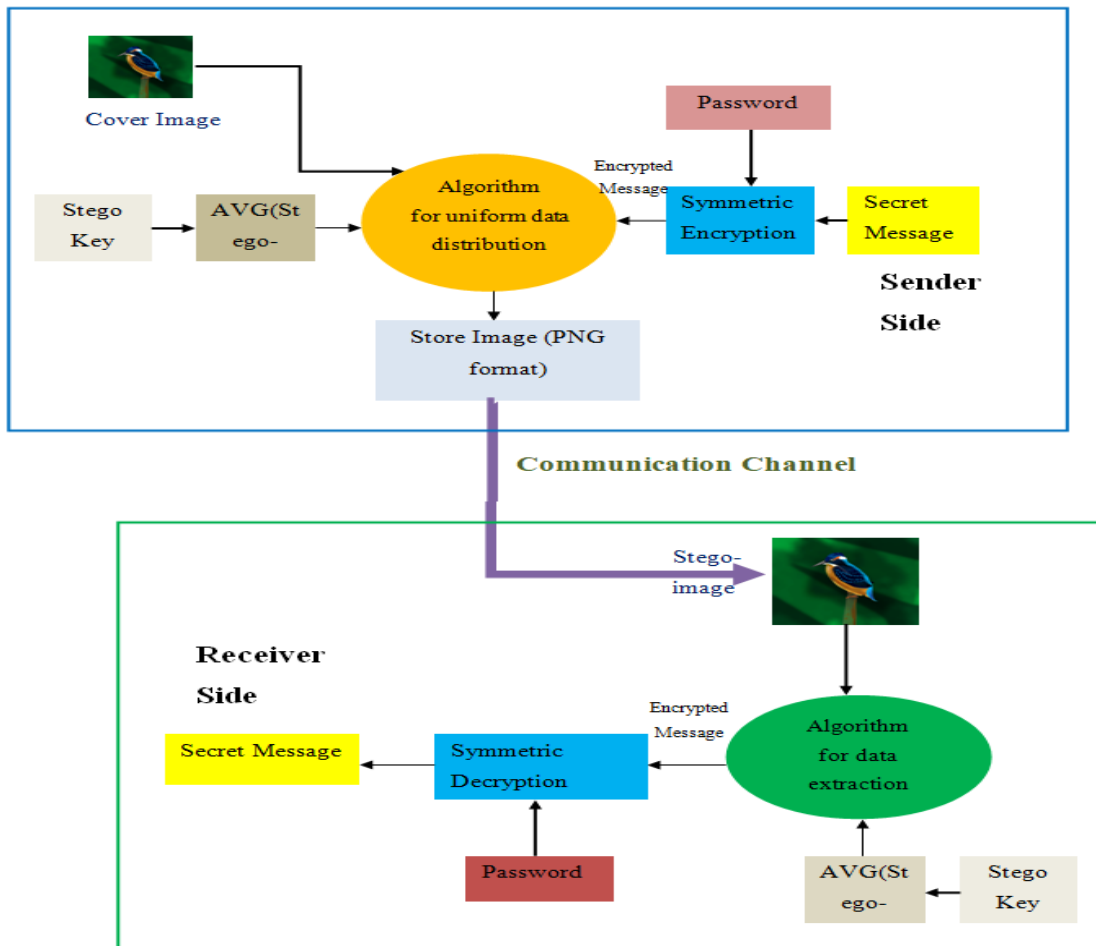 Cover Image
Password
Encrypted
Message
Algorithm
for uniform data
distribution
Stego
Key
AVG(St
ego-
Symmetric
Encryption
Secret
Message
Sender
Side
Store Image (PNG
format)
Communication Channel
Stego-
image
Receiver
Side
Encrypted
Message
Algorithm
for data
extraction
Secret Message
Symmetric
Decryption
Password
AVG(St
ego-
Stego
Key